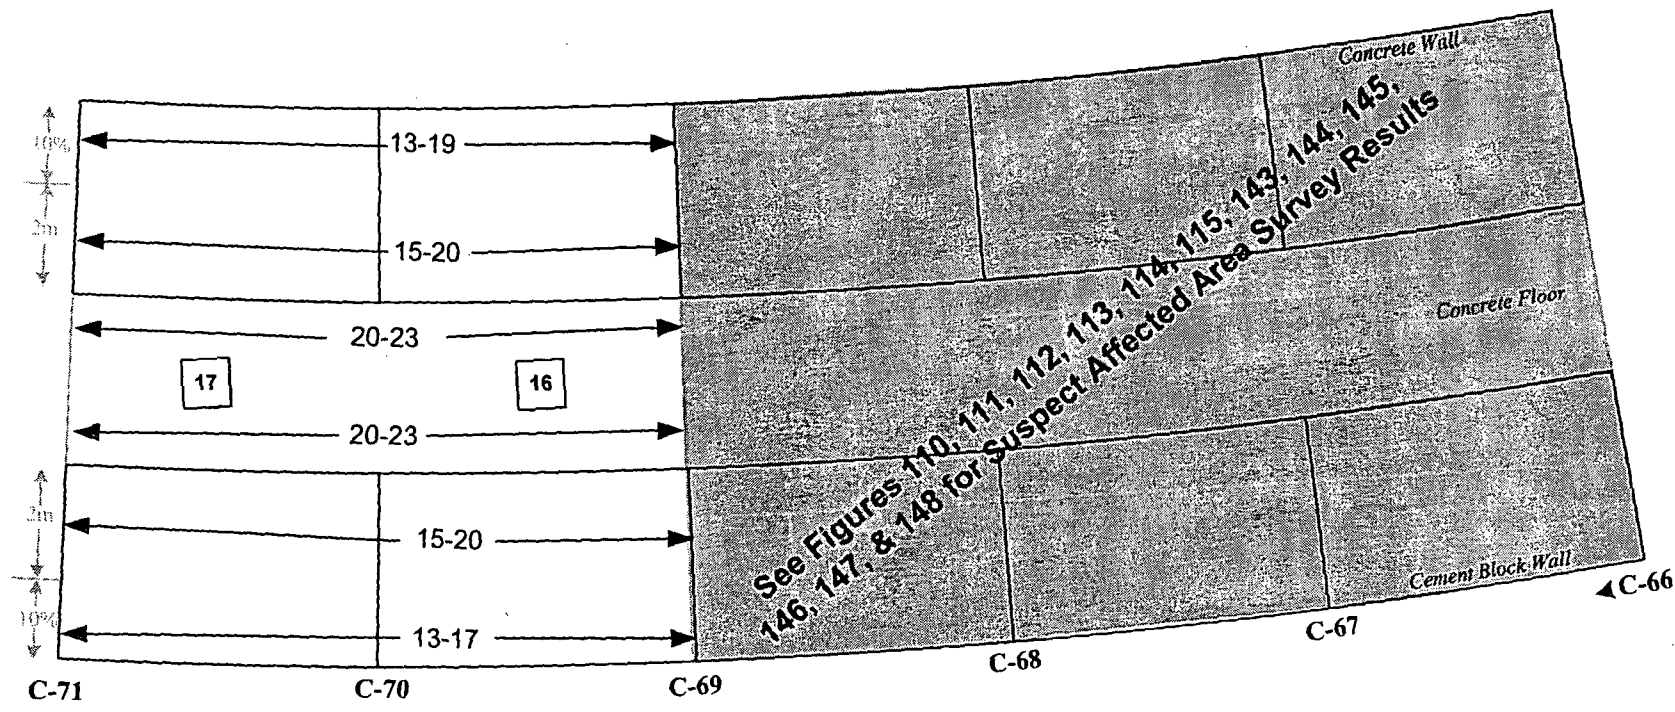 Concrete Wall
10%
13-19
2m
15-20
See Figures 110, 111, 112, 113, 114, 115, 143, 144, 145,
146, 147, & 148 for Suspect Affected Area Survey Results
Concrete Floor
20-23
17
16
20-23
2m
15-20
10%
13-17
Cement Block Wall
C-66
C-67
C-68
C-69
C-70
C-71